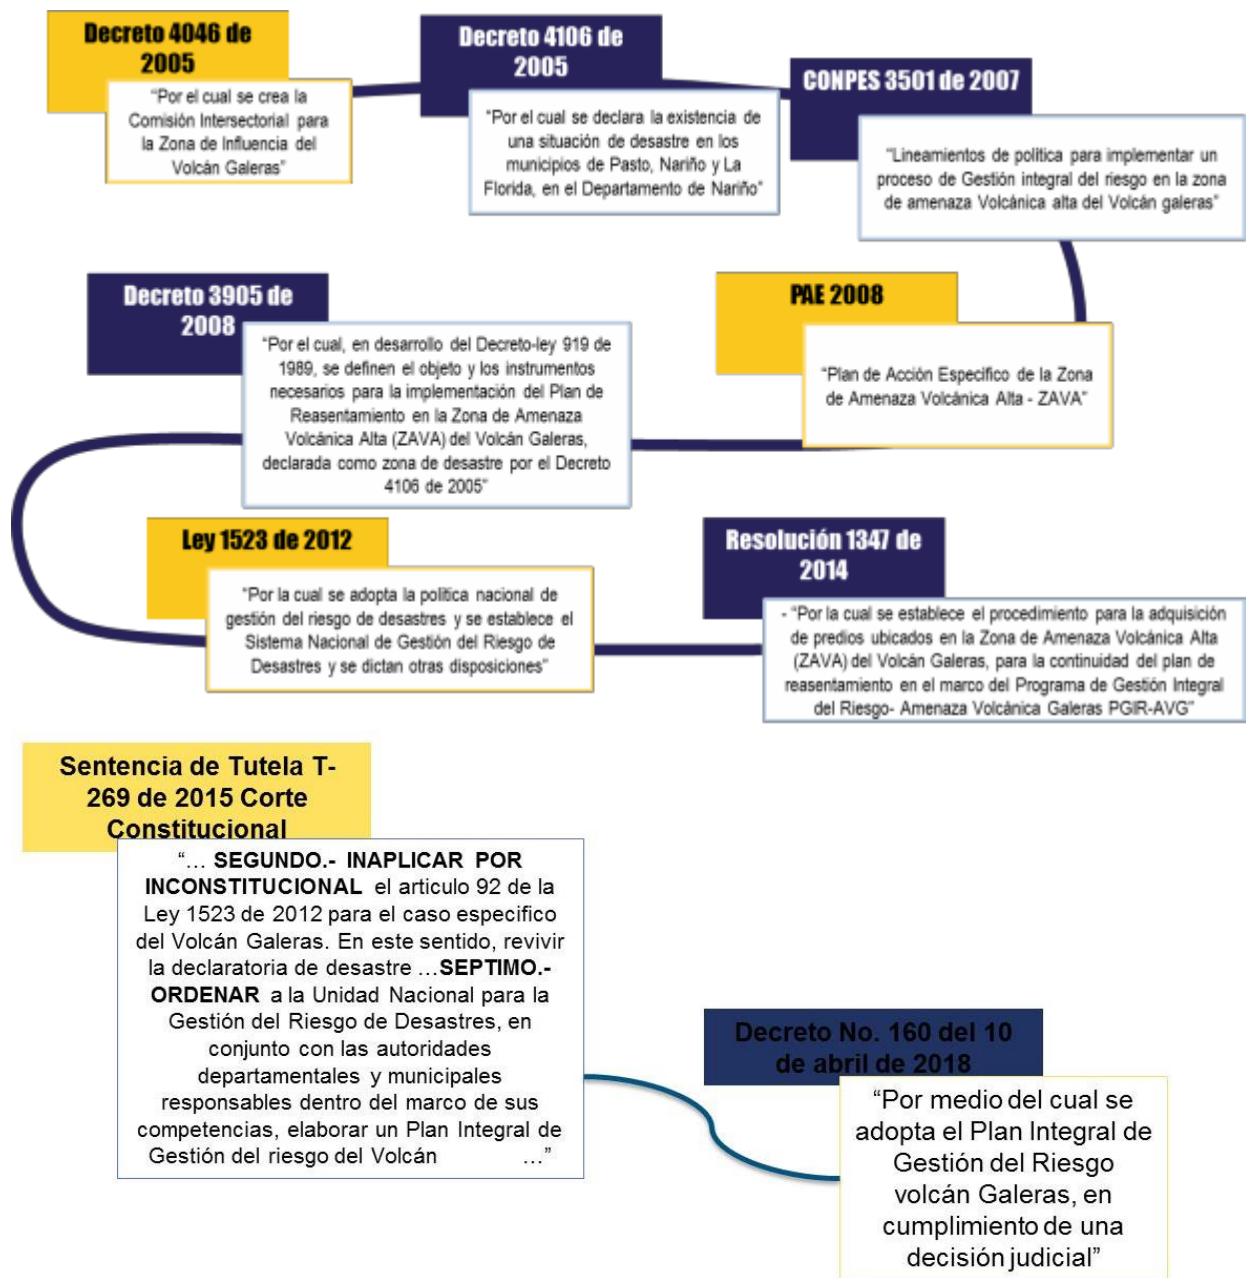 Decreto 4046 de
2005
“Por el cual se crea la
Comisión Intersectorial para
la Zona de Influencia del
Volcán Galeras”
Decreto 4106 de
2005
“Por el cual se declara la existencia de
una situación de desastre en los
municipios de Pasto, Nariño y La
Florida, en el Departamento de Nariño”
CONPES 3501 de 2007
“Lineamientos de política para implementar un
proceso de Gestión integral del riesgo en la zona
de amenaza Volcánica alta del Volcán galeras”
PAE 2008
“Plan de Acción Especifico de la Zona
de Amenaza Volcánica Alta - ZAVA”
Decreto 3905 de
2008
“Por el cual, en desarrollo del Decreto-ley 919 de
1989, se definen el objeto y los instrumentos
necesarios para la implementación del Plan de
Reasentamiento en la Zona de Amenaza
Volcánica Alta (ZAVA) del Volcán Galeras,
declarada como zona de desastre por el Decreto
4106 de 2005”
Ley 1523 de 2012
“Por la cual se adopta la política nacional de
gestión del riesgo de desastres y se establece el
Sistema Nacional de Gestión del Riesgo de
Desastres y se dictan otras disposiciones”
Resolución 1347 de
2014
- “Por la cual se establece el procedimiento para la adquisición
de predios ubicados en la Zona de Amenaza Volcánica Alta
(ZAVA) del Volcán Galeras, para la continuidad del plan de
reasentamiento en el marco del Programa de Gestión Integral
del Riesgo- Amenaza Volcánica Galeras PGIR-AVG”
Sentencia de Tutela T-
269 de 2015 Corte
Constitucional
“... SEGUNDO.- INAPLICAR POR
INCONSTITUCIONAL el articulo 92 de la
Ley 1523 de 2012 para el caso especifico
del Volcán Galeras. En este sentido, revivir
la declaratoria de desastre ...SEPTIMO.-
ORDENAR a la Unidad Nacional para la
Gestión del Riesgo de Desastres, en
conjunto con las autoridades
departamentales y municipales
responsables dentro del marco de sus
competencias, elaborar un Plan Integral de
Gestión del riesgo del Volcán ...”
Decreto No. 160 del 10
de abril de 2018
“Por medio del cual se
adopta el Plan Integral de
Gestión del Riesgo
volcán Galeras, en
cumplimiento de una
decisión judicial”